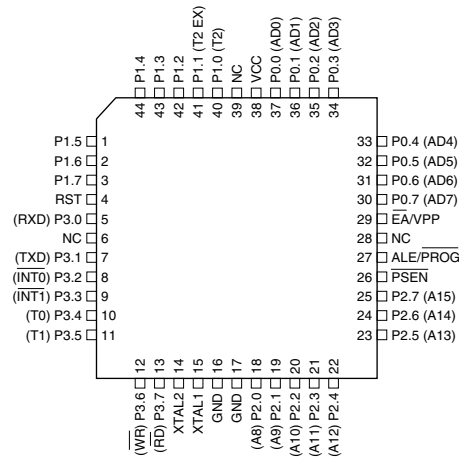 44 P1.4
43 P1.3
42 P1.2
41 P1.1 (T2 EX)
40 P1.0 (T2)
39 NC
38 VCC
37 P0.0 (AD0)
36 P0.1 (AD1)
35 P0.2 (AD2)
34 P0.3 (AD3)
P1.5 1
P1.6 2
P1.7 3
RST 4
(RXD) P3.0 5
NC 6
(TXD) P3.1 7
(INT0) P3.2 8
(INT1) P3.3 9
(T0) P3.4 10
(T1) P3.5 11
33 P0.4 (AD4)
32 P0.5 (AD5)
31 P0.6 (AD6)
30 P0.7 (AD7)
29 EA/VPP
28 NC
27 ALE/PROG
26 PSEN
25 P2.7 (A15)
24 P2.6 (A14)
23 P2.5 (A13)
(WR) P3.6 12
(RD) P3.7 13
XTAL2 14
XTAL1 15
GND 16
GND 17
(A8) P2.0 18
(A9) P2.1 19
(A10) P2.2 20
(A11) P2.3 21
(A12) P2.4 22